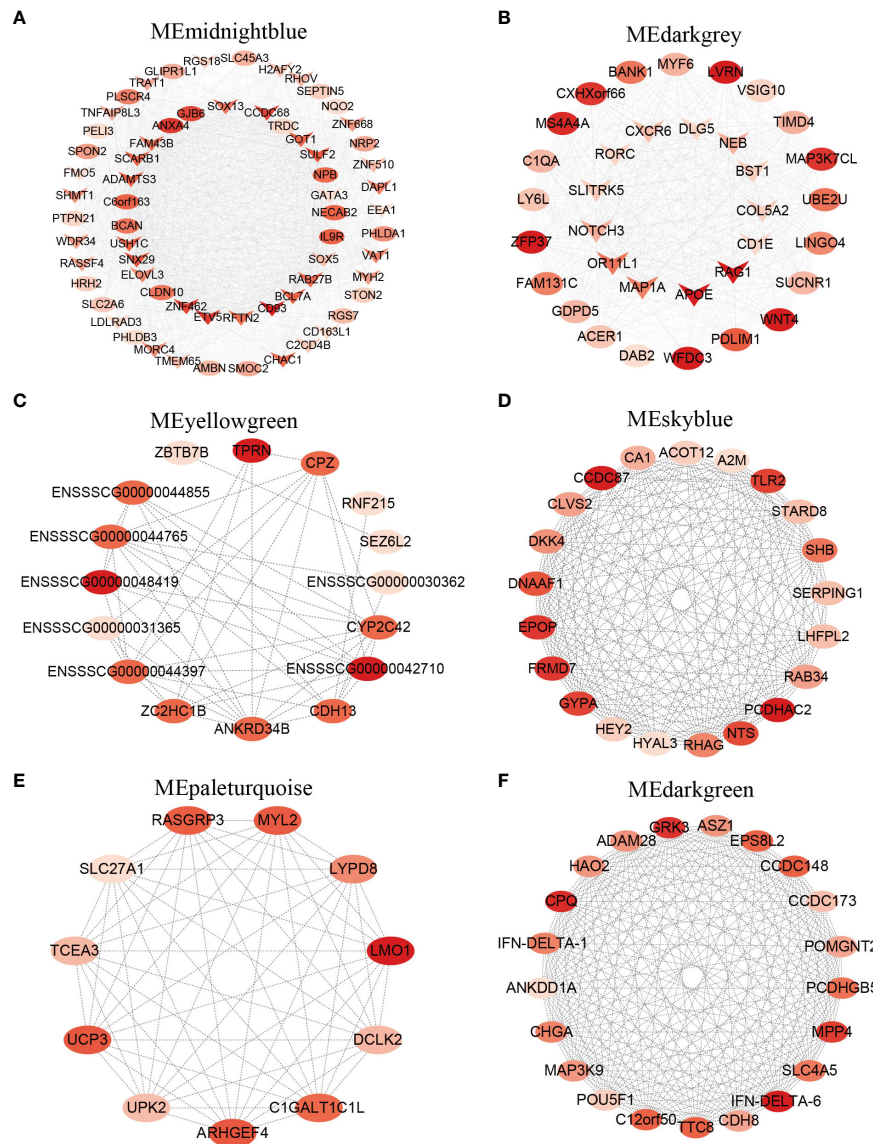 A
MEmidnightblue
RGS18
SLC45A3
GLIPR1L1
H2AFY2
TRAT1
RHOV
PLSCR4
SEPTIN5
TNFAIP8L3
GJB6
SOX13
CCDC68
NQO2
PELI3
ANXA4
TRDC
ZNF668
SPON2
FAM43B
GOT1
NRP2
FMO5
SCARB1
SULF2
ZNF510
SHMT1
ADAMTS3
NPB
DAPL1
PTPN21
C6orf163
GATA3
EEA1
WDR34
BCAN
NECAB2
PHLDA1
RASSF4
USH1C
IL9R
VAT1
HRH2
SNX29
SOX5
MYH2
SLC2A6
ELOVL3
RAB27B
STON2
LDLRAD3
CLDN10
BCL7A
RGS7
PHLDB3
ZNF462
ETV5
RFTN2
CD93
CD163L1
MORC4
C2CD4B
TMEM65
AMBN
SMOC2
CHAC1
B
MEdarkgrey
MYF6
BANK1
LVRN
CXHXorf66
VSIG10
MS4A4A
CXCR6
DLG5
NEB
TIMD4
C1QA
RORC
BST1
MAP3K7CL
LY6L
SLITRK5
COL5A2
UBE2U
ZFP37
NOTCH3
CD1E
LINGO4
FAM131C
OR11L1
MAP1A
APOE
RAG1
SUCNR1
GDPD5
WNT4
ACER1
PDLIM1
DAB2
WFDC3
C
MEyellowgreen
ZBTB7B
TPRN
CPZ
ENSSSCG00000044855
RNF215
ENSSSCG00000044765
SEZ6L2
ENSSSCG00000048419
ENSSSCG00000030362
ENSSSCG00000031365
CYP2C42
ENSSSCG00000044397
ENSSSCG00000042710
ZC2HC1B
ANKRD34B
CDH13
D
MEskyblue
CA1
ACOT12
A2M
CCDC87
TLR2
CLVS2
STARD8
DKK4
SHB
DNAAF1
SERPING1
EPOP
LHFPL2
FRMD7
RAB34
GYPA
PCDHAC2
HEY2
NTS
HYAL3
RHAG
E
MEpaleturquoise
RASGRP3
MYL2
SLC27A1
LYPD8
TCEA3
LMO1
UCP3
DCLK2
UPK2
C1GALT1C1L
ARHGEF4
F
MEdarkgreen
GRK3
ASZ1
ADAM28
EPS8L2
HAO2
CCDC148
CPQ
CCDC173
IFN-DELTA-1
POMGNT2
ANKDD1A
PCDHGB5
CHGA
MPP4
MAP3K9
SLC4A5
POU5F1
IFN-DELTA-6
C12orf50
TTC8
CDH8